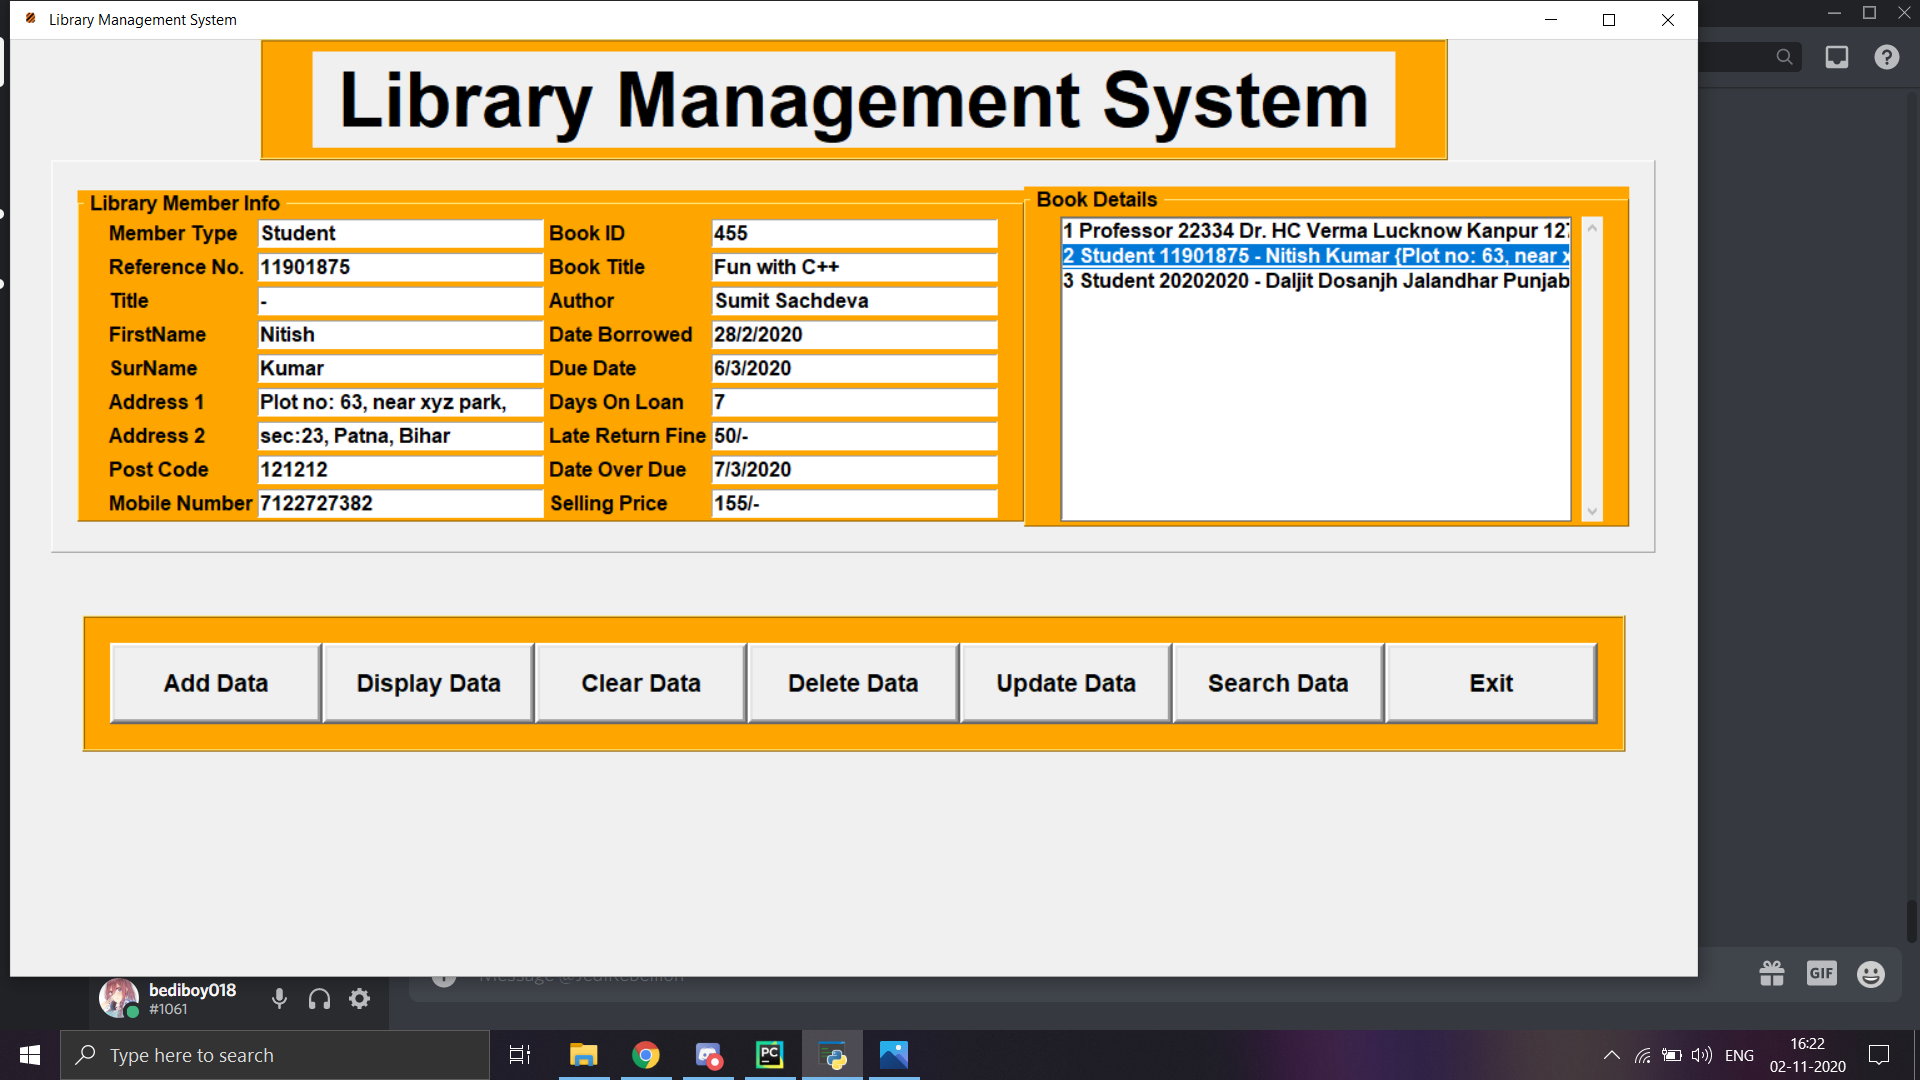 Library Management System
Library Management System
Library Member Info
Member Type Student Book ID 455
Reference No. 11901875 Book Title Fun with C++
Title - Author Sumit Sachdeva
FirstName Nitish Date Borrowed 28/2/2020
SurName Kumar Due Date 6/3/2020
Address 1 Plot no: 63, near xyz park, Days On Loan 7
Address 2 sec:23, Patna, Bihar Late Return Fine 50/-
Post Code 121212 Date Over Due 7/3/2020
Mobile Number 7122727382 Selling Price 155/-
Book Details
1 Professor 22334 Dr. HC Verma Lucknow Kanpur 127
2 Student 11901875 - Nitish Kumar {Plot no: 63, near x
3 Student 20202020 - Daljit Dosanjh Jalandhar Punjab
Add Data Display Data Clear Data Delete Data Update Data Search Data Exit
GIF
bediboy018
#1061
Type here to search
PC
ENG
16:22
02-11-2020